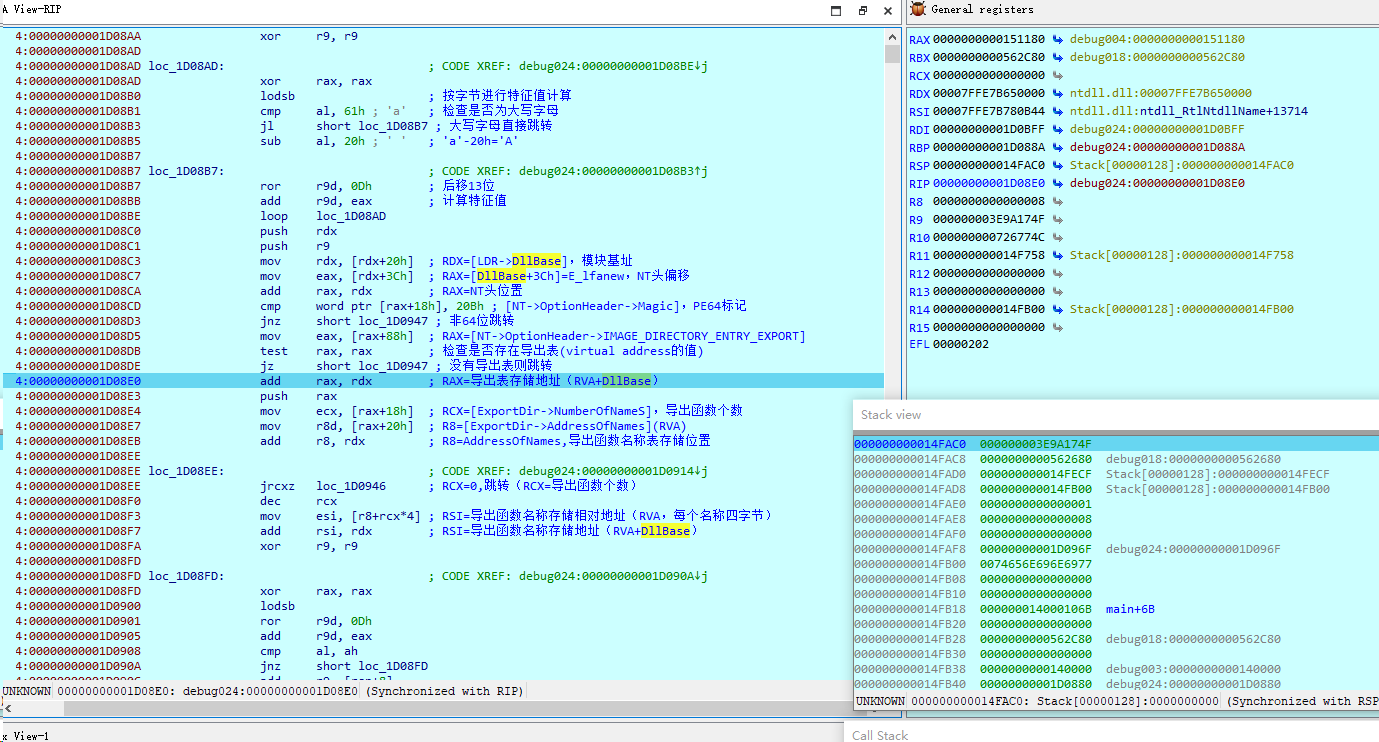 A View-RIP
4:00000000001D08AA xor r9, r9
4:00000000001D08AD
4:00000000001D08AD loc_1D08AD: ; CODE XREF: debug024:00000000001D08BE↓j
4:00000000001D08AD xor rax, rax
4:00000000001D08B0 lodsb ; 按字节进行特征值计算
4:00000000001D08B1 cmp al, 61h ; 'a' ; 检查是否为大写字母
4:00000000001D08B3 jl short loc_1D08B7 ; 大写字母直接跳转
4:00000000001D08B5 sub al, 20h ; ' ' ; 'a'-20h='A'
4:00000000001D08B7
4:00000000001D08B7 loc_1D08B7: ; CODE XREF: debug024:00000000001D08B3↑j
4:00000000001D08B7 ror r9d, 0Dh ; 后移13位
4:00000000001D08BB add r9d, eax ; 计算特征值
4:00000000001D08BE loop loc_1D08AD
4:00000000001D08C0 push rdx
4:00000000001D08C1 push r9
4:00000000001D08C3 mov rdx, [rdx+20h] ; RDX=[LDR->DllBase]，模块基址
4:00000000001D08C7 mov eax, [rdx+3Ch] ; RAX=[DllBase+3Ch]=E_lfanew，NT头偏移
4:00000000001D08CA add rax, rdx ; RAX=NT头位置
4:00000000001D08CD cmp word ptr [rax+18h], 20Bh ; [NT->OptionHeader->Magic]，PE64标记
4:00000000001D08D3 jnz short loc_1D0947 ; 非64位跳转
4:00000000001D08D5 mov eax, [rax+88h] ; RAX=[NT->OptionHeader->IMAGE_DIRECTORY_ENTRY_EXPORT]
4:00000000001D08DB test rax, rax ; 检查是否存在导出表(virtual address的值)
4:00000000001D08DE jz short loc_1D0947 ; 没有导出表则跳转
4:00000000001D08E0 add rax, rdx ; RAX=导出表存储地址（RVA+DllBase）
4:00000000001D08E3 push rax
4:00000000001D08E4 mov ecx, [rax+18h] ; RCX=[ExportDir->NumberOfNameS]，导出函数个数
4:00000000001D08E7 mov r8d, [rax+20h] ; R8=[ExportDir->AddressOfNames](RVA)
4:00000000001D08EB add r8, rdx ; R8=AddressOfNames,导出函数名称表存储位置
4:00000000001D08EE
4:00000000001D08EE loc_1D08EE: ; CODE XREF: debug024:00000000001D0914↓j
4:00000000001D08EE jrcxz loc_1D0946 ; RCX=0,跳转（RCX=导出函数个数）
4:00000000001D08F0 dec rcx
4:00000000001D08F3 mov esi, [r8+rcx*4] ; RSI=导出函数名称存储相对地址（RVA，每个名称四字节）
4:00000000001D08F7 add rsi, rdx ; RSI=导出函数名称存储地址（RVA+DllBase）
4:00000000001D08FA xor r9, r9
4:00000000001D08FD
4:00000000001D08FD loc_1D08FD: ; CODE XREF: debug024:00000000001D090A↓j
4:00000000001D08FD xor rax, rax
4:00000000001D0900 lodsb
4:00000000001D0901 ror r9d, 0Dh
4:00000000001D0905 add r9d, eax
4:00000000001D0908 cmp al, ah
4:00000000001D090A jnz short loc_1D08FD
UNKNOWN 00000000001D08E0: debug024:00000000001D08E0 (Synchronized with RIP)
x View-1
General registers
RAX 0000000000151180 debug004:0000000000151180
RBX 0000000000562C80 debug018:0000000000562C80
RCX 0000000000000000
RDX 00007FFE7B650000 ntdll.dll:00007FFE7B650000
RSI 00007FFE7B780B44 ntdll.dll:ntdll_RtlNtdllName+13714
RDI 00000000001D0BFF debug024:00000000001D0BFF
RBP 00000000001D088A debug024:00000000001D088A
RSP 000000000014FAC0 Stack[00000128]:000000000014FAC0
RIP 00000000001D08E0 debug024:00000000001D08E0
R8 0000000000000008
R9 000000003E9A174F
R10 000000000726774C
R11 000000000014F758 Stack[00000128]:000000000014F758
R12 0000000000000000
R13 0000000000000000
R14 000000000014FB00 Stack[00000128]:000000000014FB00
R15 0000000000000000
EFL 00000202
Stack view
000000000014FAC0 000000003E9A174F
000000000014FAC8 0000000000562680 debug018:0000000000562680
000000000014FAD0 000000000014FECF Stack[00000128]:000000000014FECF
000000000014FAD8 000000000014FB00 Stack[00000128]:000000000014FB00
000000000014FAE0 0000000000000001
000000000014FAE8 0000000000000008
000000000014FAF0 0000000000000000
000000000014FAF8 00000000001D096F debug024:00000000001D096F
000000000014FB00 0074656E696E6977
000000000014FB08 0000000000000000
000000000014FB10 0000000000000000
000000000014FB18 000000014000106B main+6B
000000000014FB20 0000000000000000
000000000014FB28 0000000000562C80 debug018:0000000000562C80
000000000014FB30 0000000000000000
000000000014FB38 0000000000140000 debug003:0000000000140000
000000000014FB40 00000000001D0880 debug024:00000000001D0880
UNKNOWN 000000000014FAC0: Stack[00000128]:0000000000 (Synchronized with RSP
Call Stack